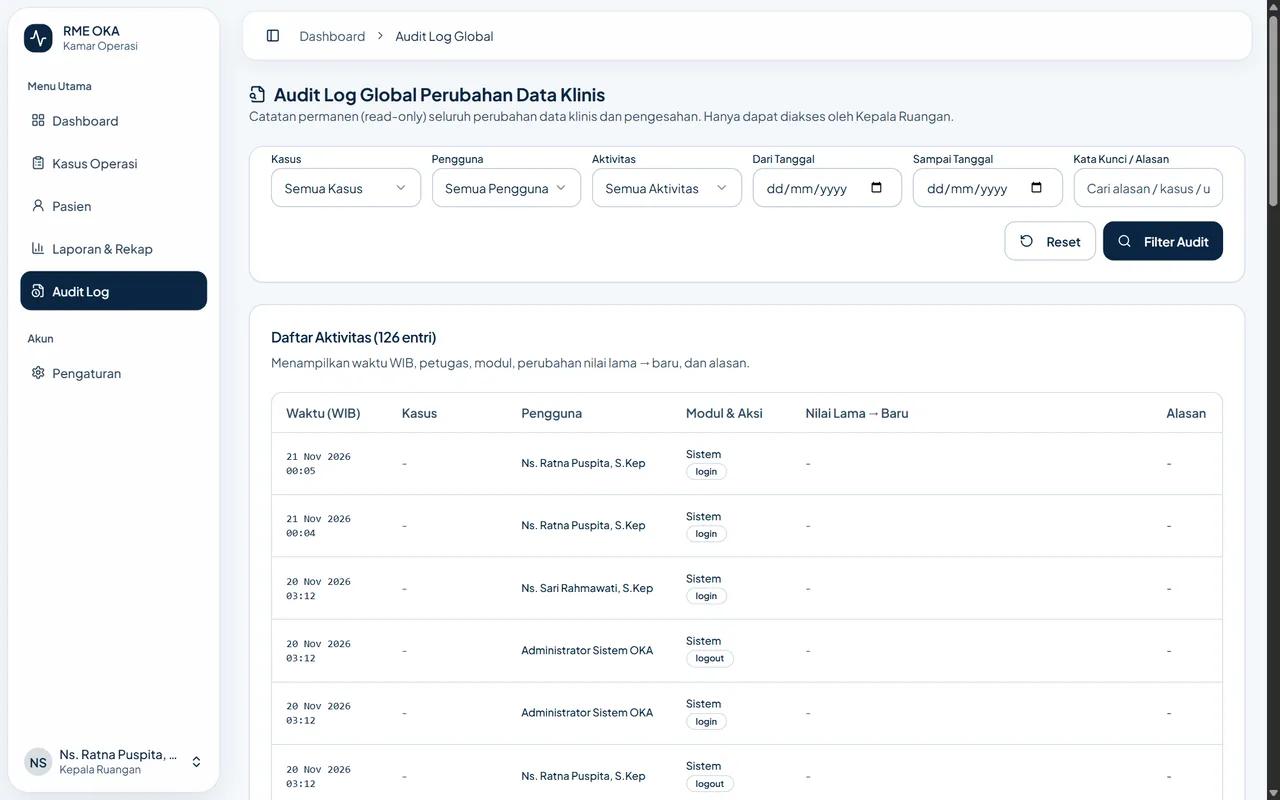 RME OKA
Kamar Operasi
Menu Utama
Dashboard
Kasus Operasi
Pasien
Laporan & Rekap
Audit Log
Akun
Pengaturan
NS
Ns. Ratna Puspita, ...
Kepala Ruangan
Dashboard > Audit Log Global
Audit Log Global Perubahan Data Klinis
Catatan permanen (read-only) seluruh perubahan data klinis dan pengesahan. Hanya dapat diakses oleh Kepala Ruangan.
Kasus Pengguna Aktivitas Dari Tanggal Sampai Tanggal Kata Kunci / Alasan
Semua Kasus Semua Pengguna Semua Aktivitas dd/mm/yyyy dd/mm/yyyy Cari alasan / kasus / u
Reset Filter Audit
Daftar Aktivitas (126 entri)
Menampilkan waktu WIB, petugas, modul, perubahan nilai lama → baru, dan alasan.
Waktu (WIB) Kasus Pengguna Modul & Aksi Nilai Lama → Baru Alasan
21 Nov 2026
00:05
- Ns. Ratna Puspita, S.Kep
Sistem
login
- -
21 Nov 2026
00:04
- Ns. Ratna Puspita, S.Kep
Sistem
login
- -
20 Nov 2026
03:12
- Ns. Sari Rahmawati, S.Kep
Sistem
login
- -
20 Nov 2026
03:12
- Administrator Sistem OKA
Sistem
logout
- -
20 Nov 2026
03:12
- Administrator Sistem OKA
Sistem
login
- -
20 Nov 2026
03:12
- Ns. Ratna Puspita, S.Kep
Sistem
logout
- -